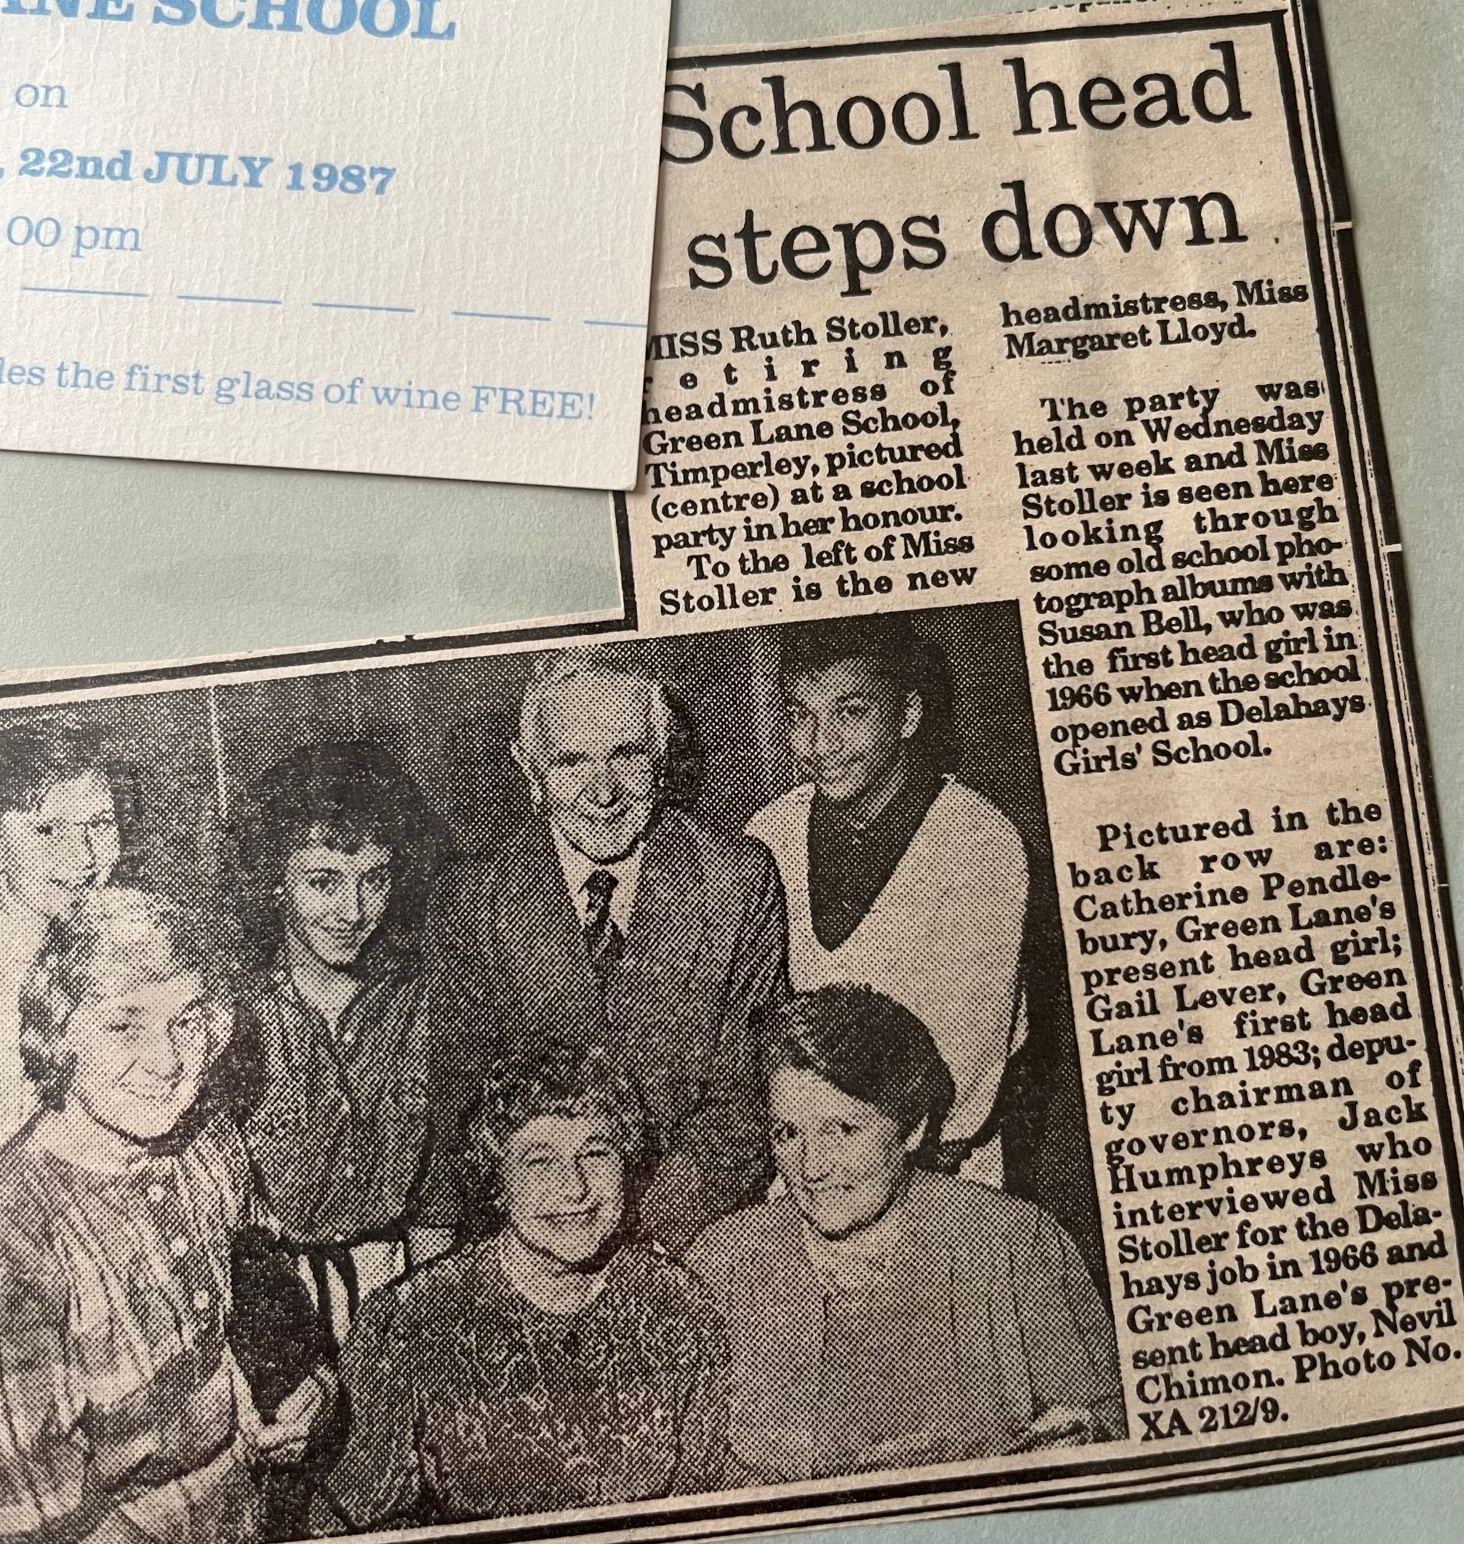 SCHOOL
on
22nd JULY 1987
00 pm
the first glass of wine FREE!
School head
steps down
MISS Ruth Stoller,
retiring
headmistress of
Green Lane School,
Timperley, pictured
(centre) at a school
party in her honour.
To the left of Miss
Stoller is the new
headmistress, Miss
Margaret Lloyd.
The party was
held on Wednesday
last week and Miss
Stoller is seen here
looking through
some old school pho-
tograph albums with
Susan Bell, who was
the first head girl in
1966 when the school
opened as Delahays
Girls' School.
Pictured in the
back row are:
Catherine Pendle-
bury, Green Lane's
present head girl;
Gail Lever, Green
Lane's first head
girl from 1983; depu-
ty chairman of
governors, Jack
Humphreys who
interviewed Miss
Stoller for the Dela-
hays job in 1966 and
Green Lane's pre-
sent head boy, Nevil
Chimon. Photo No.
XA 212/9.